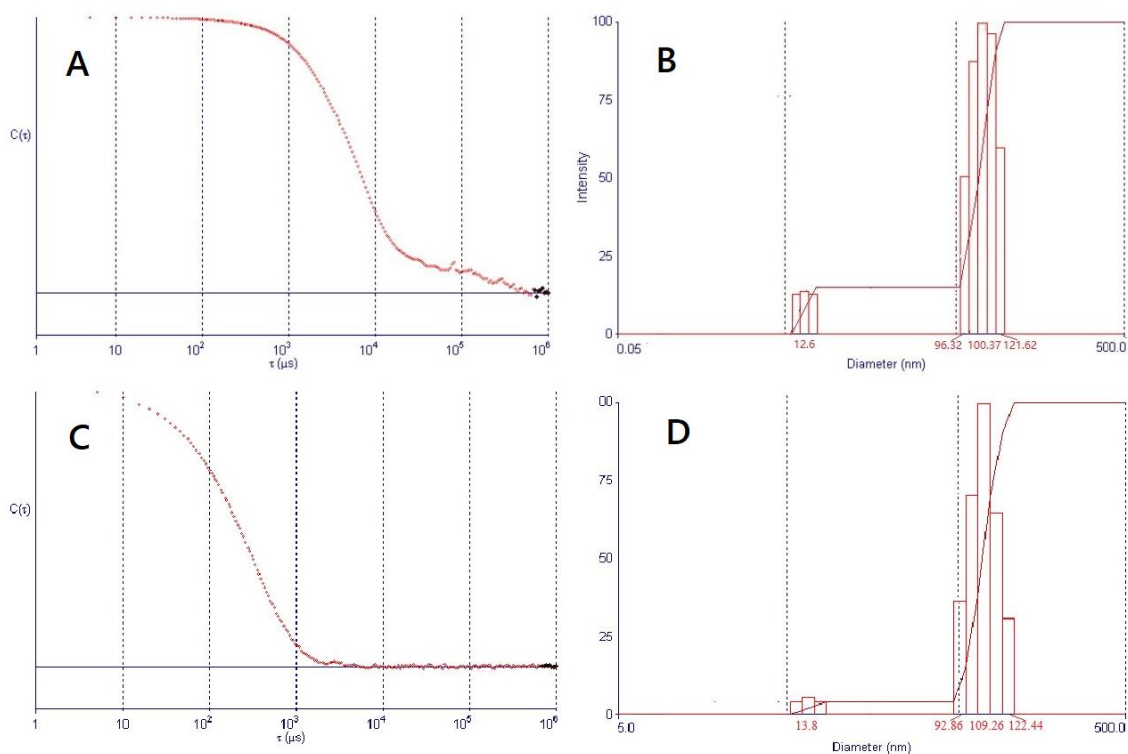 A
C(τ)
1 10 10² 10³ 10⁴ 10⁵ 10⁶
τ (μs)
B
100
75
50
25
0
Intensity
0.05 12.6 96.32 100.37 121.62 500.0
Diameter (nm)
C
C(τ)
1 10 10² 10³ 10⁴ 10⁵ 10⁶
τ (μs)
D
00
75
50
25
0
5.0 13.8 92.86 109.26 122.44 500.0
Diameter (nm)